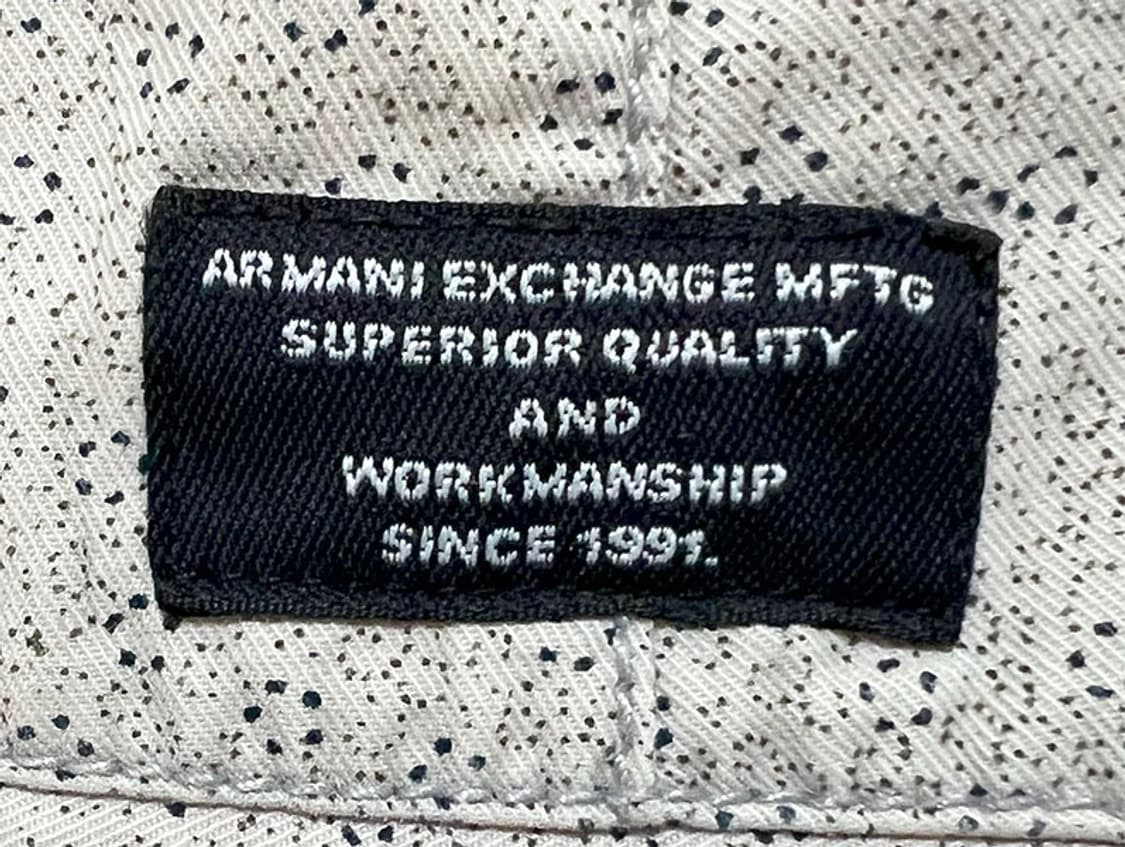 ARMANI EXCHANGE MFTG
SUPERIOR QUALITY
AND
WORKMANSHIP
SINCE 1991.